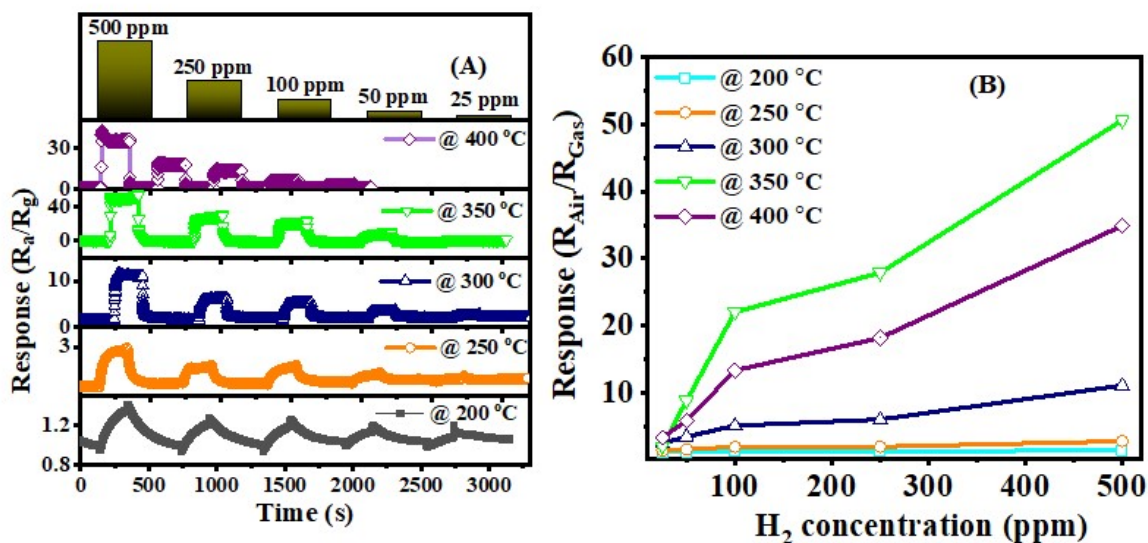 500 ppm
250 ppm
100 ppm
50 ppm
25 ppm
(A)
@ 400 °C
@ 350 °C
@ 300 °C
@ 250 °C
@ 200 °C
30
0
40
0
10
0
3
1.2
0.8
0 500 1000 1500 2000 2500 3000
Response (Ra/Rg)
Time (s)
(B)
@ 200 °C
@ 250 °C
@ 300 °C
@ 350 °C
@ 400 °C
60
50
40
30
20
10
100 200 300 400 500
Response (RAir/RGas)
H2 concentration (ppm)